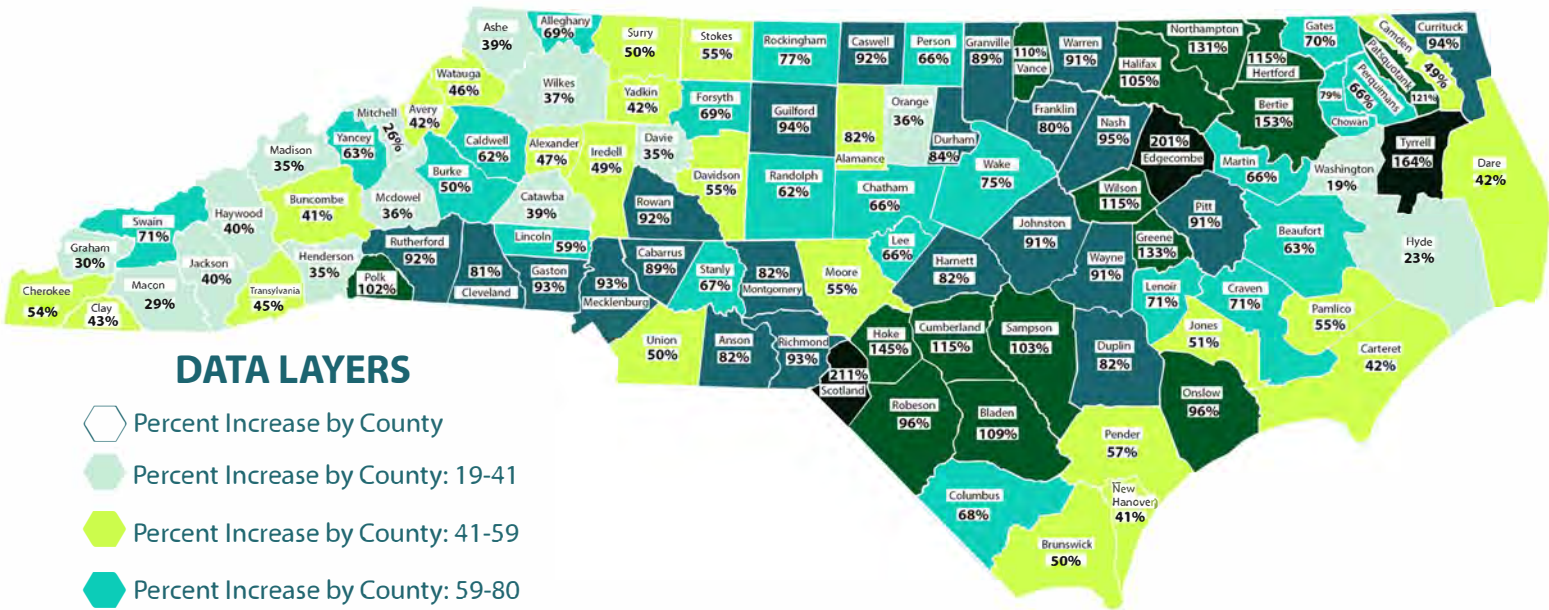 Ashe
39%
Alleghany
69%
Surry
50%
Stokes
55%
Rockingham
77%
Caswell
92%
Person
66%
Granville
89%
110%
Vance
Warren
91%
Northampton
131%
Halifax
105%
115%
Hertford
Gates
70%
Camden
49%
Currituck
94%
Pasquotank
121%
Perquimans
66%
79%
Chowan
Bertie
153%
Watauga
46%
Wilkes
37%
Yadkin
42%
Forsyth
69%
Guilford
94%
82%
Alamance
Orange
36%
Durham
84%
Franklin
80%
Nash
95%
201%
Edgecombe
Martin
66%
Washington
19%
Tyrrell
164%
Dare
42%
Mitchell
26%
Avery
42%
Yancey
63%
Madison
35%
Caldwell
62%
Alexander
47%
Iredell
49%
Davie
35%
Davidson
55%
Randolph
62%
Chatham
66%
Wake
75%
Wilson
115%
Pitt
91%
Beaufort
63%
Hyde
23%
Burke
50%
Buncombe
41%
Mcdowel
36%
Catawba
39%
Rowan
92%
Swain
71%
Haywood
40%
Graham
30%
Jackson
40%
Henderson
35%
Rutherford
92%
Polk
102%
81%
Cleveland
Lincoln
59%
Gaston
93%
93%
Mecklenburg
Cabarrus
89%
Stanly
67%
82%
Montgomery
Moore
55%
Lee
66%
Harnett
82%
Johnston
91%
Wayne
91%
Greene
133%
Lenoir
71%
Craven
71%
Pamlico
55%
Cherokee
54%
Clay
43%
Macon
29%
Transylvania
45%
Union
50%
Anson
82%
Richmond
93%
211%
Scotland
Hoke
145%
Cumberland
115%
Sampson
103%
Duplin
82%
Jones
51%
Carteret
42%
Onslow
96%
Robeson
96%
Bladen
109%
Pender
57%
Columbus
68%
New
Hanover
41%
Brunswick
50%
DATA LAYERS
Percent Increase by County
Percent Increase by County: 19-41
Percent Increase by County: 41-59
Percent Increase by County: 59-80